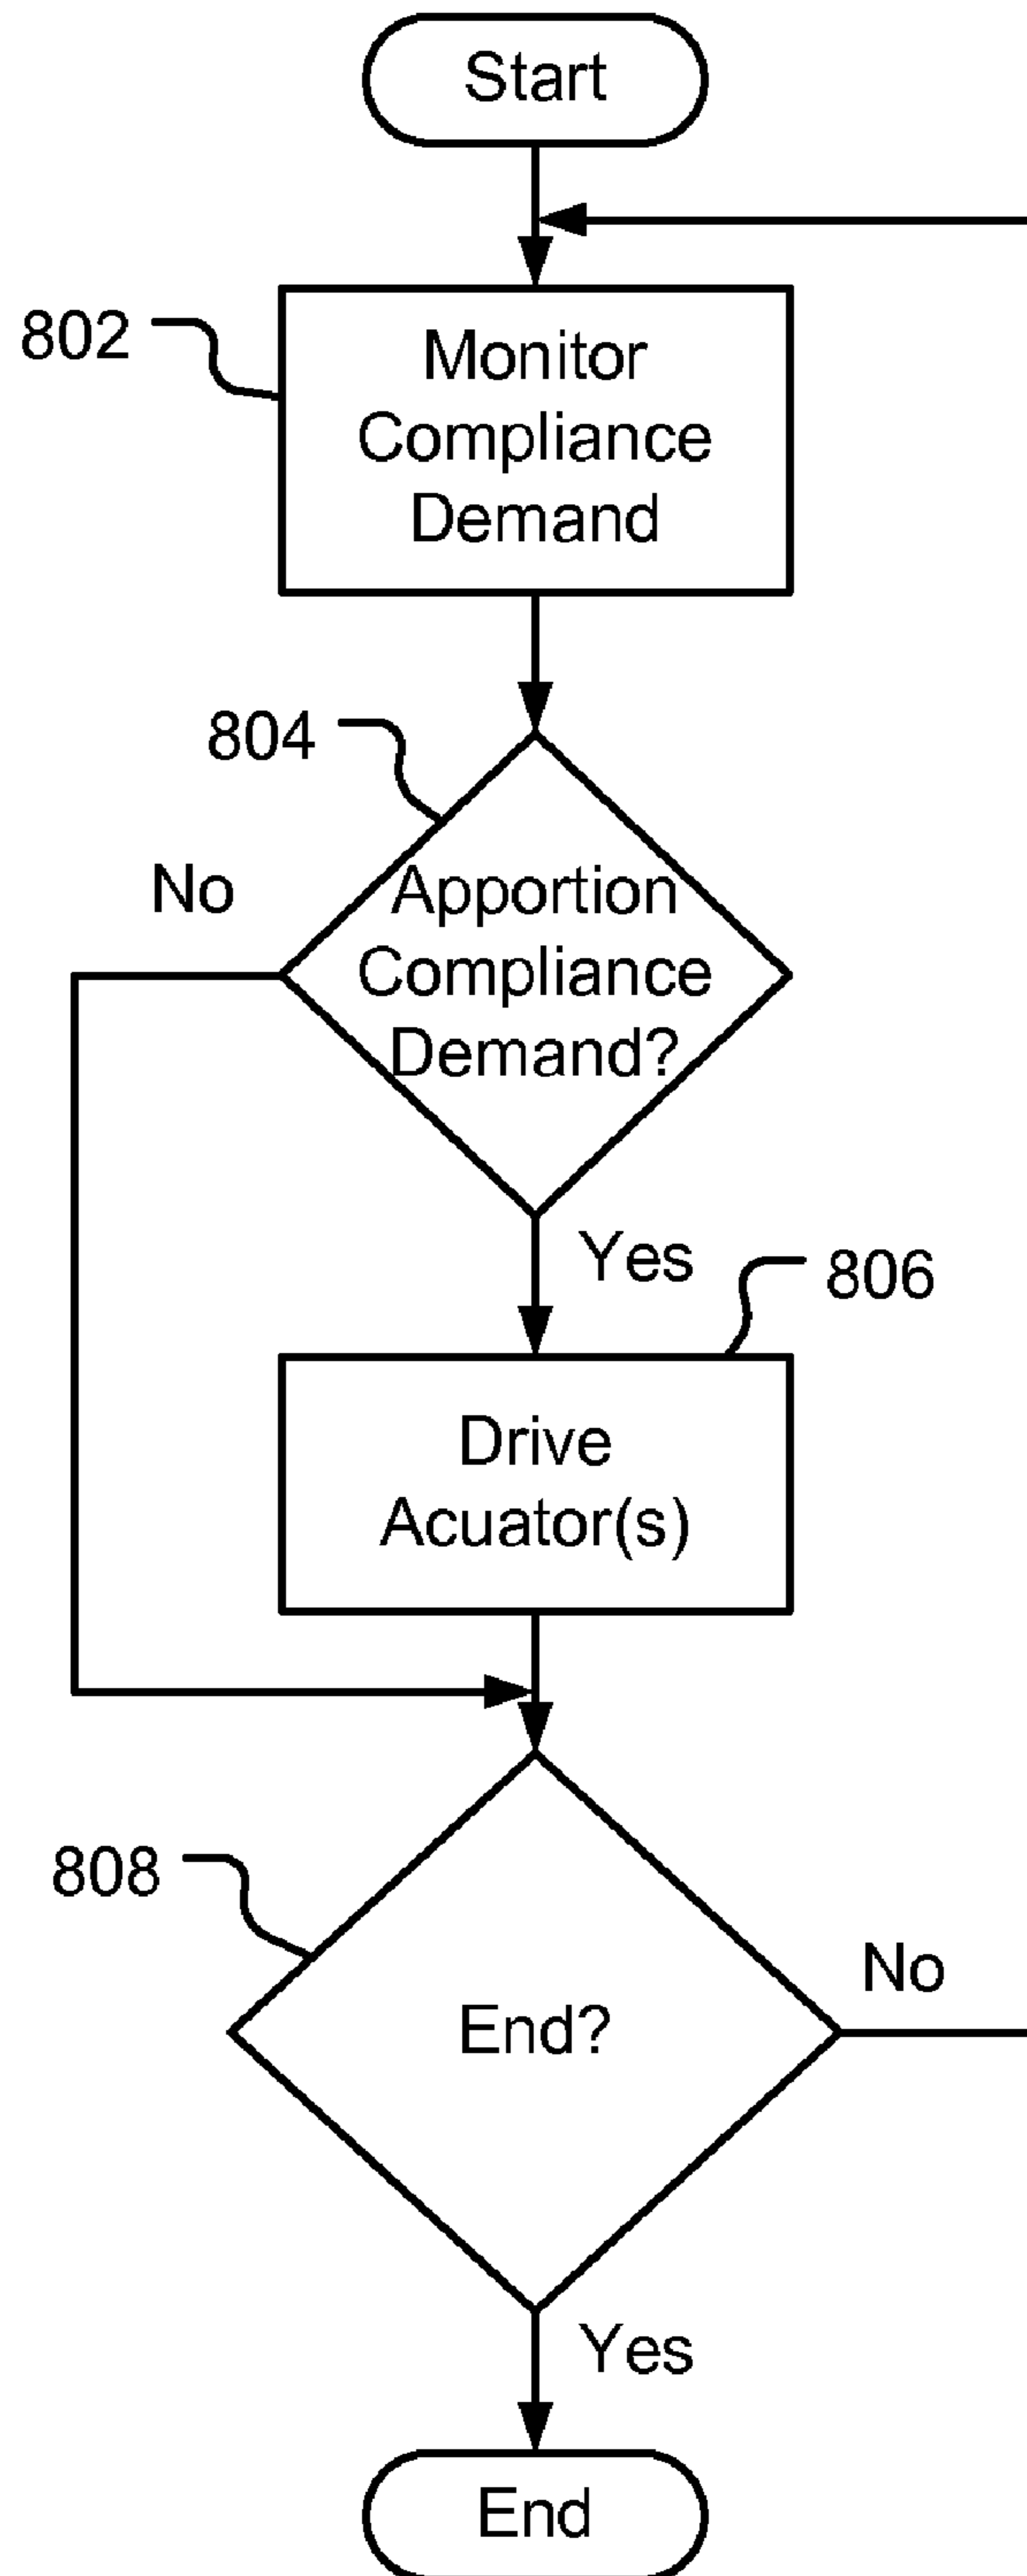 Start
802
Monitor
Compliance
Demand
804
No
Apportion
Compliance
Demand?
Yes
806
Drive
Acuator(s)
808
No
End?
Yes
End